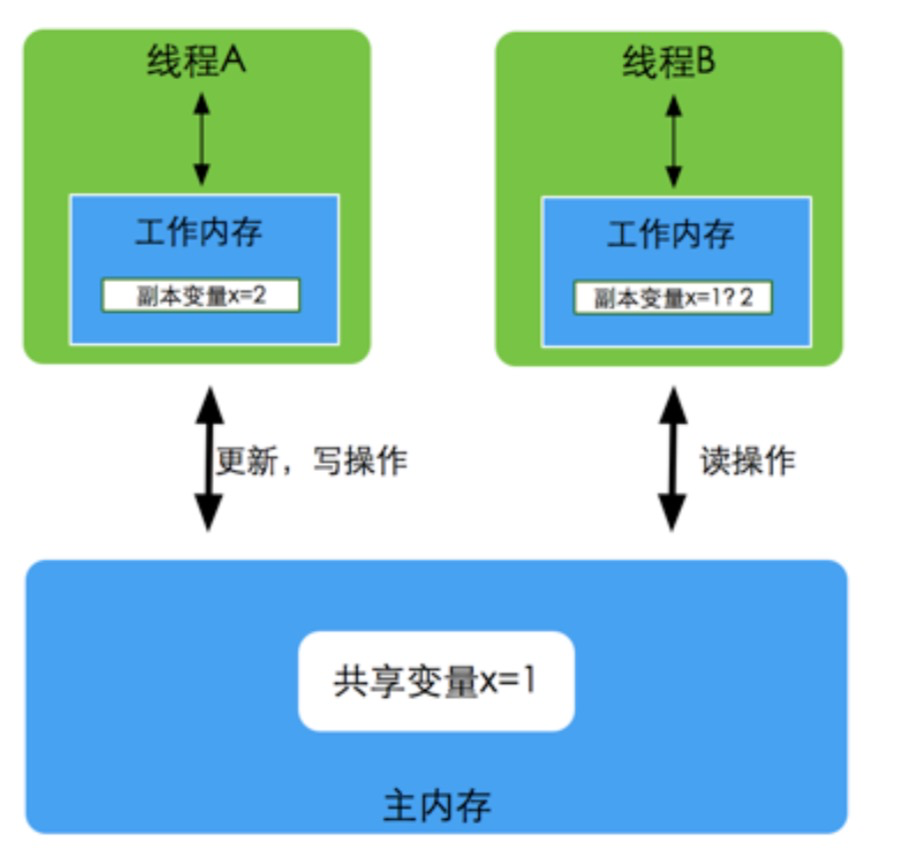 线程A
线程B
工作内存
工作内存
副本变量x=2
副本变量x=1? 2
更新，写操作
读操作
共享变量x=1
主内存